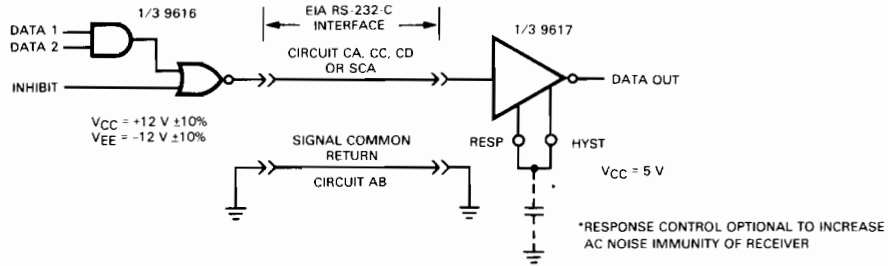 1/3 9616
EIA RS-232-C
INTERFACE
1/3 9617
DATA 1
DATA 2
INHIBIT
CIRCUIT CA, CC, CD
OR SCA
DATA OUT
VCC = +12 V ±10%
VEE = -12 V ±10%
SIGNAL COMMON
RETURN
CIRCUIT AB
RESP
HYST
VCC = 5 V
*
*RESPONSE CONTROL OPTIONAL TO INCREASE
AC NOISE IMMUNITY OF RECEIVER